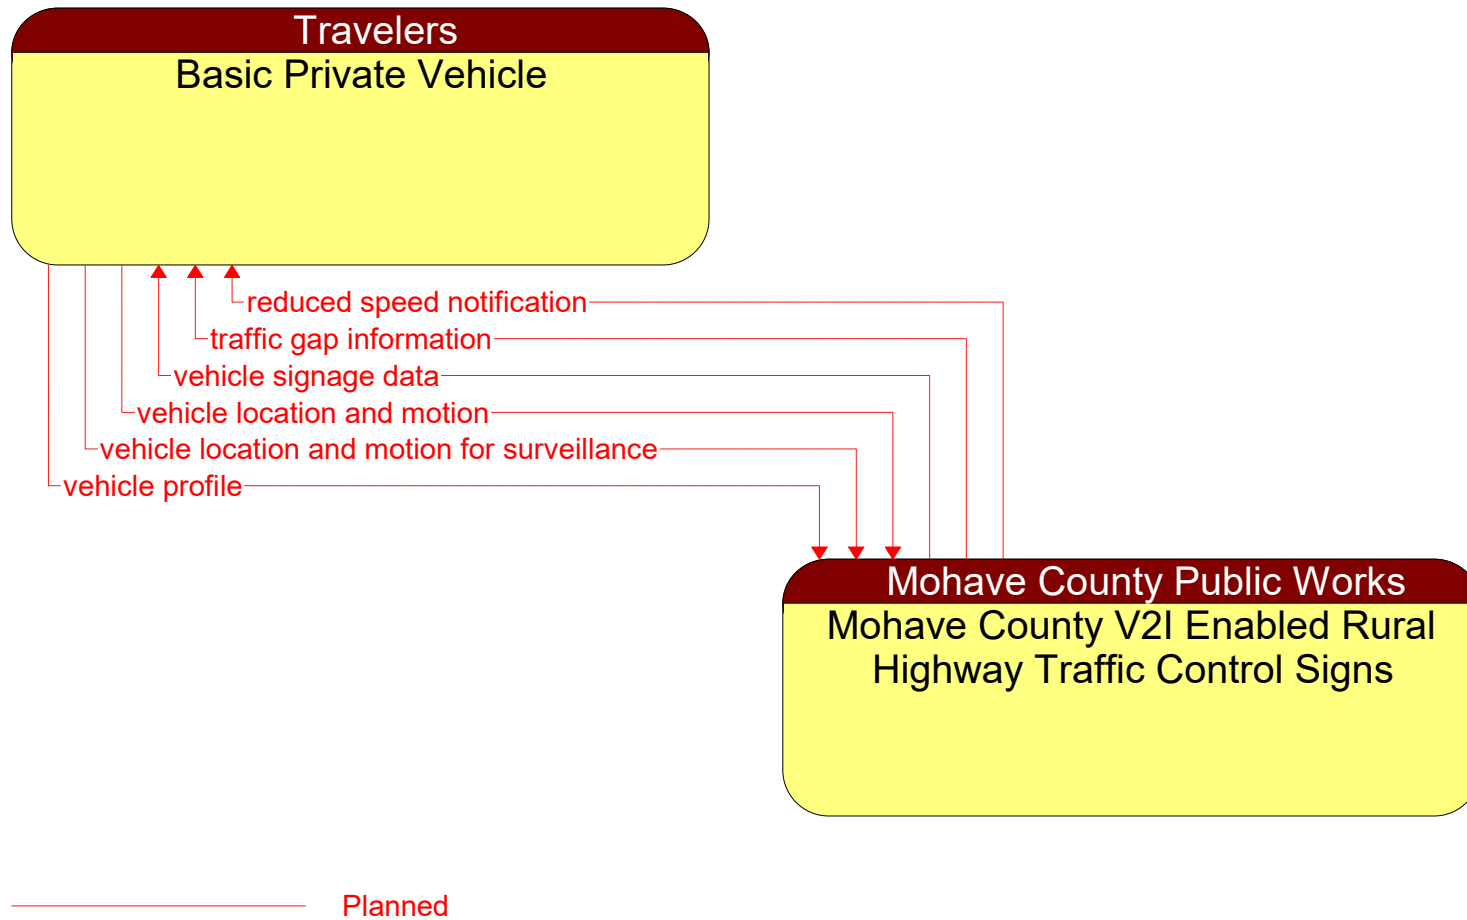 Travelers
Basic Private Vehicle
reduced speed notification
traffic gap information
vehicle signage data
vehicle location and motion
vehicle location and motion for surveillance
vehicle profile
Mohave County Public Works
Mohave County V2I Enabled Rural
Highway Traffic Control Signs
Planned